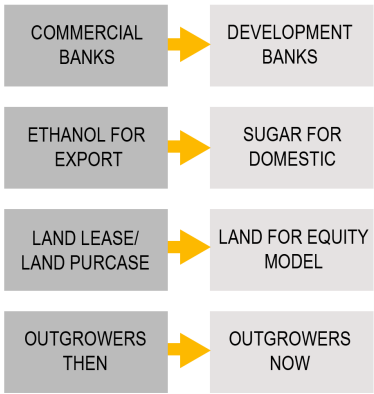 COMMERCIAL
BANKS
DEVELOPMENT
BANKS
ETHANOL FOR
EXPORT
SUGAR FOR
DOMESTIC
LAND LEASE/
LAND PURCASE
LAND FOR EQUITY
MODEL
OUTGROWERS
THEN
OUTGROWERS
NOW